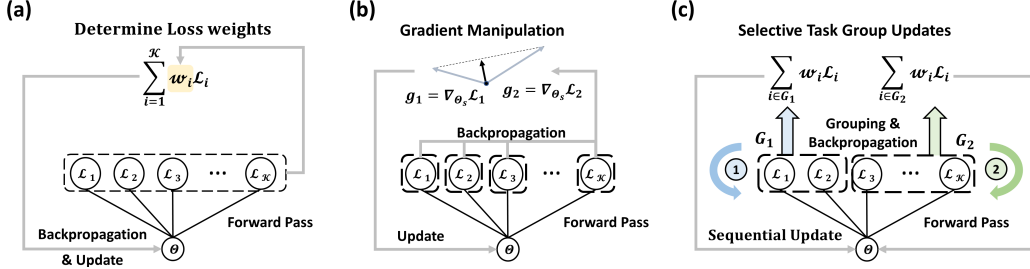 (a)
Determine Loss weights
𝒦
∑ w_i ℒ_i
i=1
ℒ_1 ℒ_2 ℒ_3 ⋯ ℒ_𝒦
Backpropagation
& Update
Forward Pass
Θ
(b)
Gradient Manipulation
g_1 = ∇_{Θ_s} ℒ_1 g_2 = ∇_{Θ_s} ℒ_2
Backpropagation
ℒ_1 ℒ_2 ℒ_3 ⋯ ℒ_𝒦
Forward Pass
Update
Θ
(c)
Selective Task Group Updates
∑ w_i ℒ_i ∑ w_i ℒ_i
i∈G_1 i∈G_2
Grouping &
G_1 Backpropagation G_2
1 ℒ_1 ℒ_2 ℒ_3 ⋯ ℒ_𝒦 2
Forward Pass
Sequential Update
Θ